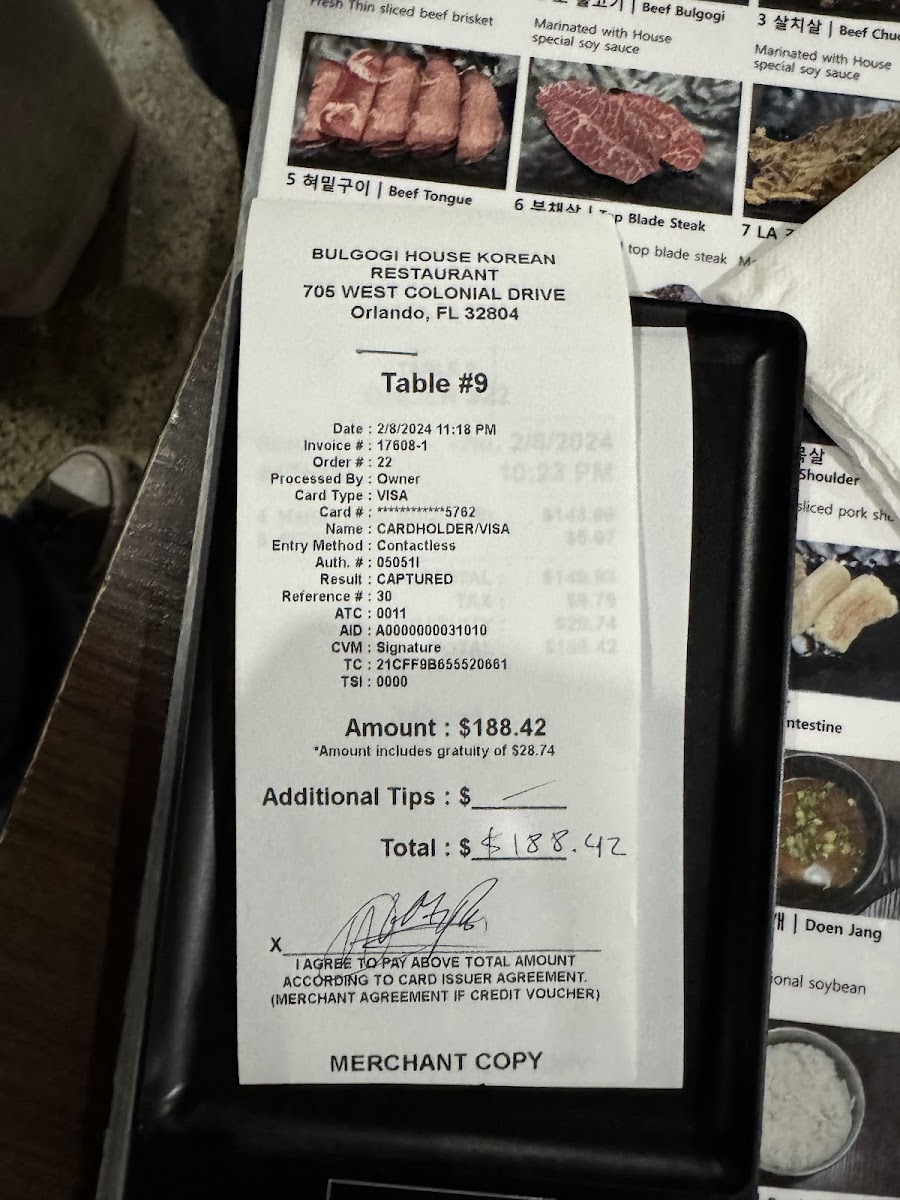 Fresh Thin sliced beef brisket
Beef Bulgogi
Marinated with House
special soy sauce
3 살치살 | Beef
Marinated with House
special soy sauce
5 혀밑구이 | Beef Tongue
6 부채살 | Top Blade Steak
top blade steak
7 LA
BULGOGI HOUSE KOREAN
RESTAURANT
705 WEST COLONIAL DRIVE
Orlando, FL 32804
Table #9
Date : 2/8/2024 11:18 PM
Invoice # : 17608-1
Order # : 22
Processed By : Owner
Card Type : VISA
Card # : ************5762
Name : CARDHOLDER/VISA
Entry Method : Contactless
Auth. # : 05051I
Result : CAPTURED
Reference # : 30
ATC : 0011
AID : A0000000031010
CVM : Signature
TC : 21CFF9B655520661
TSI : 0000
Amount : $188.42
*Amount includes gratuity of $28.74
Additional Tips : $
Total : $ $188.42
X
I AGREE TO PAY ABOVE TOTAL AMOUNT
ACCORDING TO CARD ISSUER AGREEMENT.
(MERCHANT AGREEMENT IF CREDIT VOUCHER)
MERCHANT COPY
2/8/2024
TAX :
$28.74
Shoulder
sliced pork
ntestine
Doen Jang
ional soybean